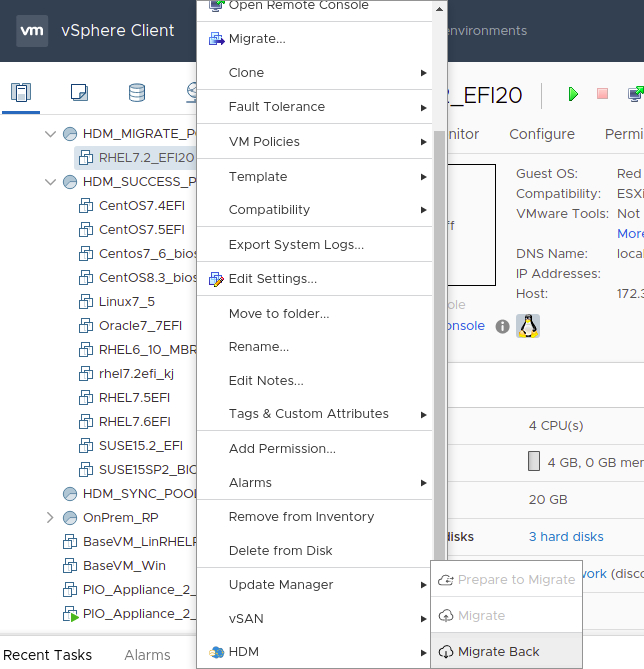 vm vSphere Client
environments
HDM_MIGRATE_P
RHEL7.2_EFI20
HDM_SUCCESS_P
CentOS7.4EFI
CentOS7.5EFI
Centos7_6_bios
CentOS8.3_bios
Linux7_5
Oracle7_7EFI
RHEL6_10_MBR
rhel7.2efi_kj
RHEL7.5EFI
RHEL7.6EFI
SUSE15.2_EFI
SUSE15SP2_BIO
HDM_SYNC_POO
OnPrem_RP
BaseVM_LinRHELF
BaseVM_Win
PIO_Appliance_2_
PIO_Appliance_2_
Recent Tasks
Alarms
Open Remote Console
Migrate...
Clone
Fault Tolerance
VM Policies
Template
Compatibility
Export System Logs...
Edit Settings...
Move to folder...
Rename...
Edit Notes...
Tags & Custom Attributes
Add Permission...
Alarms
Remove from Inventory
Delete from Disk
Update Manager
vSAN
HDM
Prepare to Migrate
Migrate
Migrate Back
_EFI20
nitor
Configure
Permi
Guest OS: Red
Compatibility: ESXi
VMware Tools: Not
More
DNS Name: local
IP Addresses:
Host: 172.3
ff
ole
onsole
4 CPU(s)
4 GB, 0 GB mem
20 GB
disks
3 hard disks
work (disco